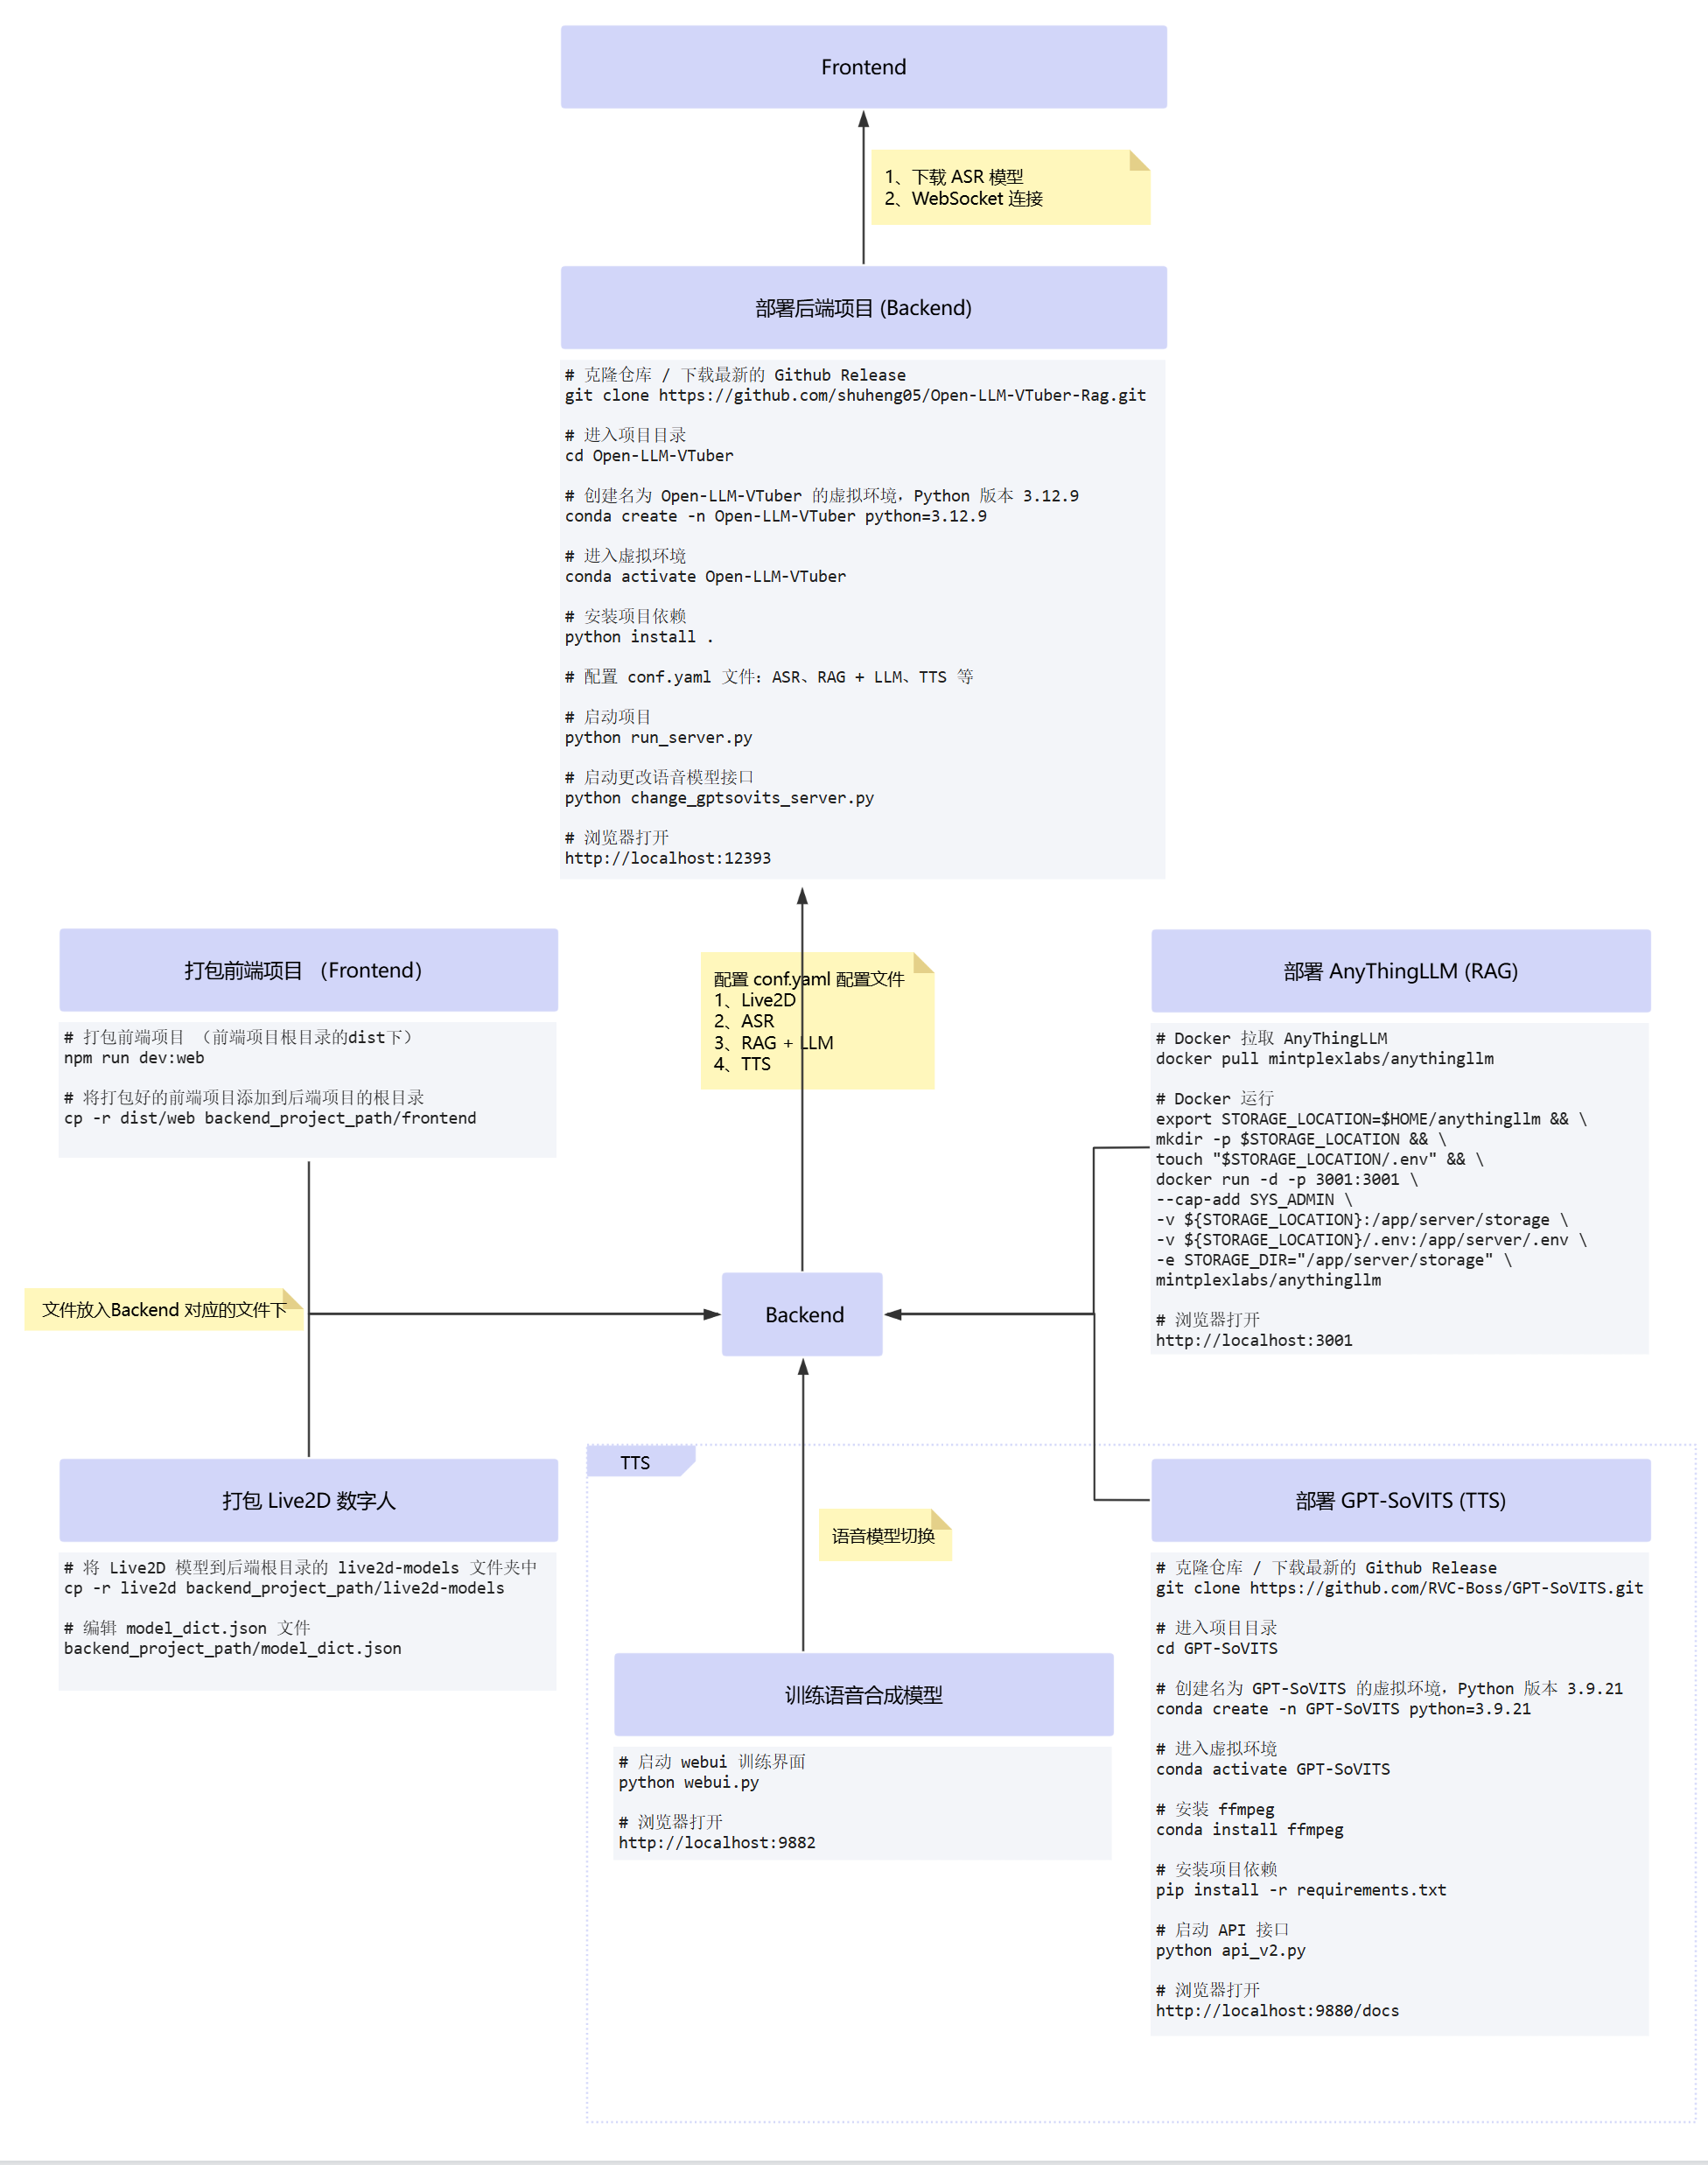 Frontend
1、下载 ASR 模型
2、WebSocket 连接
部署后端项目 (Backend)
# 克隆仓库 / 下载最新的 Github Release
git clone https://github.com/shuheng05/Open-LLM-VTuber-Rag.git
# 进入项目目录
cd Open-LLM-VTuber
# 创建名为 Open-LLM-VTuber 的虚拟环境，Python 版本 3.12.9
conda create -n Open-LLM-VTuber python=3.12.9
# 进入虚拟环境
conda activate Open-LLM-VTuber
# 安装项目依赖
python install .
# 配置 conf.yaml 文件：ASR、RAG + LLM、TTS 等
# 启动项目
python run_server.py
# 启动更改语音模型接口
python change_gptsovits_server.py
# 浏览器打开
http://localhost:12393
打包前端项目 （Frontend）
# 打包前端项目 （前端项目根目录的dist下）
npm run dev:web
# 将打包好的前端项目添加到后端项目的根目录
cp -r dist/web backend_project_path/frontend
配置 conf.yaml 配置文件
1、Live2D
2、ASR
3、RAG + LLM
4、TTS
部署 AnyThingLLM (RAG)
# Docker 拉取 AnyThingLLM
docker pull mintplexlabs/anythingllm
# Docker 运行
export STORAGE_LOCATION=$HOME/anythingllm && \
mkdir -p $STORAGE_LOCATION && \
touch "$STORAGE_LOCATION/.env" && \
docker run -d -p 3001:3001 \
--cap-add SYS_ADMIN \
-v ${STORAGE_LOCATION}:/app/server/storage \
-v ${STORAGE_LOCATION}/.env:/app/server/.env \
-e STORAGE_DIR="/app/server/storage" \
mintplexlabs/anythingllm
# 浏览器打开
http://localhost:3001
文件放入Backend 对应的文件下
Backend
打包 Live2D 数字人
# 将 Live2D 模型到后端根目录的 live2d-models 文件夹中
cp -r live2d backend_project_path/live2d-models
# 编辑 model_dict.json 文件
backend_project_path/model_dict.json
TTS
语音模型切换
训练语音合成模型
# 启动 webui 训练界面
python webui.py
# 浏览器打开
http://localhost:9882
部署 GPT-SoVITS (TTS)
# 克隆仓库 / 下载最新的 Github Release
git clone https://github.com/RVC-Boss/GPT-SoVITS.git
# 进入项目目录
cd GPT-SoVITS
# 创建名为 GPT-SoVITS 的虚拟环境，Python 版本 3.9.21
conda create -n GPT-SoVITS python=3.9.21
# 进入虚拟环境
conda activate GPT-SoVITS
# 安装 ffmpeg
conda install ffmpeg
# 安装项目依赖
pip install -r requirements.txt
# 启动 API 接口
python api_v2.py
# 浏览器打开
http://localhost:9880/docs